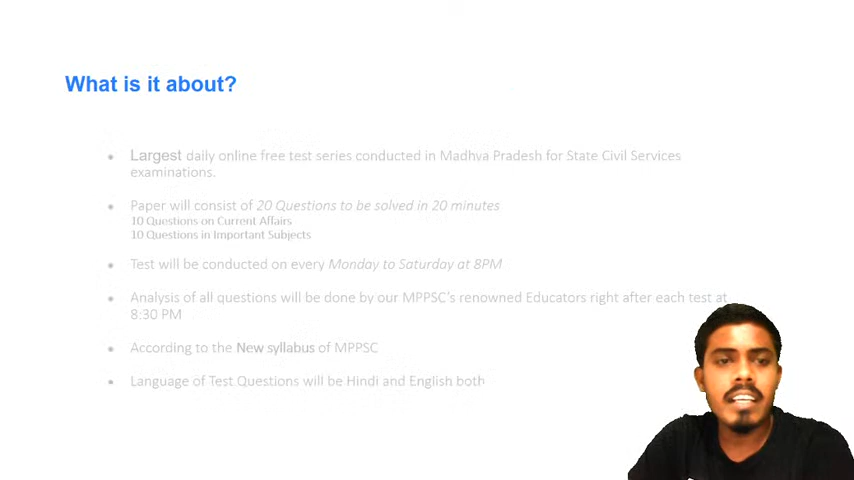 What is it about?
Largest daily online free test series conducted in Madhya Pradesh for State Civil Services
examinations.
Paper will consist of 20 Questions to be solved in 20 minutes
10 Questions on Current Affairs
10 Questions in Important Subjects
Test will be conducted on every Monday to Saturday at 8PM
Analysis of all questions will be done by our MPPSC's renowned Educators right after each test at
8:30 PM
According to the New syllabus of MPPSC
Language of Test Questions will be Hindi and English both